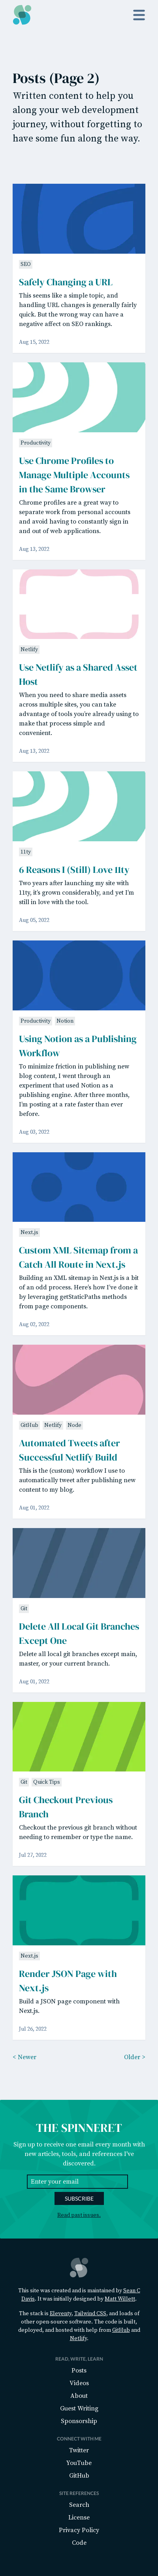 Posts (Page 2)
Written content to help you
along your web development
journey, without forgetting to
have some fun along the way.
SEO
Safely Changing a URL
This seems like a simple topic, and
handling URL changes is generally fairly
quick. But the wrong way can have a
negative affect on SEO rankings.
Aug 15, 2022
Productivity
Use Chrome Profiles to
Manage Multiple Accounts
in the Same Browser
Chrome profiles are a great way to
separate work from personal accounts
and avoid having to constantly sign in
and out of web applications.
Aug 13, 2022
Netlify
Use Netlify as a Shared Asset
Host
When you need to share media assets
across multiple sites, you can take
advantage of tools you're already using to
make that process simple and
convenient.
Aug 13, 2022
11ty
6 Reasons I (Still) Love 11ty
Two years after launching my site with
11ty, it's grown considerably, and yet I'm
still in love with the tool.
Aug 05, 2022
Productivity Notion
Using Notion as a Publishing
Workflow
To minimize friction in publishing new
blog content, I went through an
experiment that used Notion as a
publishing engine. After three months,
I'm posting at a rate faster than ever
before.
Aug 03, 2022
Next.js
Custom XML Sitemap from a
Catch All Route in Next.js
Building an XML sitemap in Next.js is a bit
of an odd process. Here's how I've done it
by leveraging getStaticPaths methods
from page components.
Aug 02, 2022
GitHub Netlify Node
Automated Tweets after
Successful Netlify Build
This is the (custom) workflow I use to
automatically tweet after publishing new
content to my blog.
Aug 01, 2022
Git
Delete All Local Git Branches
Except One
Delete all local git branches except main,
master, or your current branch.
Aug 01, 2022
Git Quick Tips
Git Checkout Previous
Branch
Checkout the previous git branch without
needing to remember or type the name.
Jul 27, 2022
Next.js
Render JSON Page with
Next.js
Build a JSON page component with
Next.js.
Jul 26, 2022
< Newer
Older >
THE SPINNERET
Sign up to receive one email every month with
new articles, tools, and references I've
discovered.
Enter your email
SUBSCRIBE
Read past issues.
This site was created and is maintained by Sean C
Davis. It was initially designed by Matt Willett.
The stack is Eleventy, Tailwind CSS, and loads of
other open source software. The code is built,
deployed, and hosted with help from GitHub and
Netlify.
READ, WRITE, LEARN
Posts
Videos
About
Guest Writing
Sponsorship
CONNECT WITH ME
Twitter
YouTube
GitHub
SITE REFERENCES
Search
License
Privacy Policy
Code